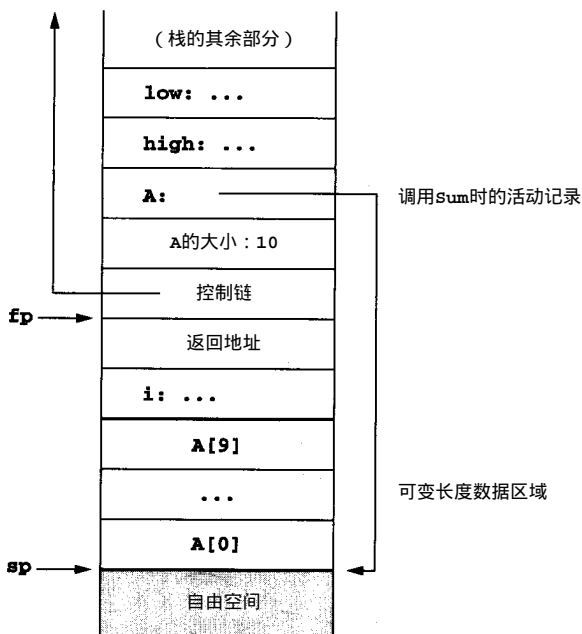 (栈的其余部分)
low: ...
high: ...
A:
调用Sum时的活动记录
A的大小:10
控制链
fp
返回地址
i: ...
A[9]
...
可变长度数据区域
A[0]
sp
自由空间